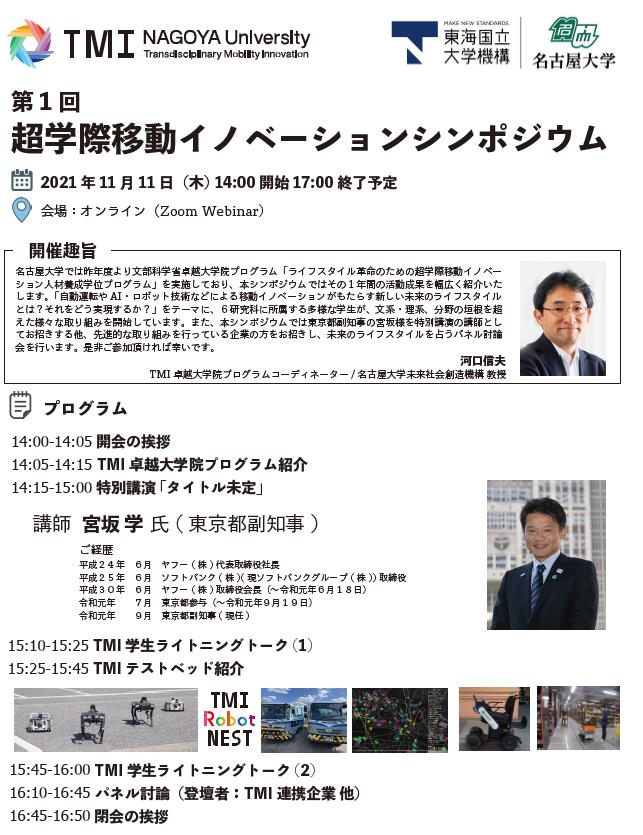 TMI NAGOYA University
Transdisciplinary Mobility Innovation
MAKE NEW STANDARDS.
東海国立
大学機構
名古屋大学
第1回
超学際移動イノベーションシンポジウム
2021年11月11日（木）14:00 開始17:00 終了予定
会場：オンライン（Zoom Webinar）
開催趣旨
名古屋大学では昨年度より文部科学省卓越大学院プログラム「ライフスタイル革命のための超学際移動イノベー
ション人材養成学位プログラム」を実施しており、本シンポジウムではその1年間の活動成果を幅広く紹介いた
します。「自動運転やAI・ロボット技術などによる移動イノベーションがもたらす新しい未来のライフスタイル
とは？それをどう実現するか？」をテーマに、６研究科に所属する多様な学生が、文系・理系、分野の垣根を超
えた様々な取り組みを開始しています。また、本シンポジウムでは東京都副知事の宮坂様を特別講演の講師とし
てお招きする他、先進的な取り組みを行っている企業の方をお招きし、未来のライフスタイルを占うパネル討論
会を行います。是非ご参加頂ければ幸いです。
河口信夫
TMI 卓越大学院プログラムコーディネーター / 名古屋大学未来社会創造機構 教授
プログラム
14:00-14:05 開会の挨拶
14:05-14:15 TMI 卓越大学院プログラム紹介
14:15-15:00 特別講演「タイトル未定」
講師 宮坂 学 氏（東京都副知事）
ご経歴
平成２４年 ６月 ヤフー（株）代表取締役社長
平成２５年 ６月 ソフトバンク（株）（現ソフトバンクグループ（株））取締役
平成３０年 ６月 ヤフー（株）取締役会長（〜令和元年６月１８日）
令和元年 ７月 東京都参与（〜令和元年９月１９日）
令和元年 ９月 東京都副知事（現任）
15:10-15:25 TMI 学生ライトニングトーク（1）
15:25-15:45 TMI テストベッド紹介
TMI
Robot
NEST
15:45-16:00 TMI 学生ライトニングトーク（2）
16:10-16:45 パネル討論（登壇者：TMI 連携企業 他）
16:45-16:50 閉会の挨拶